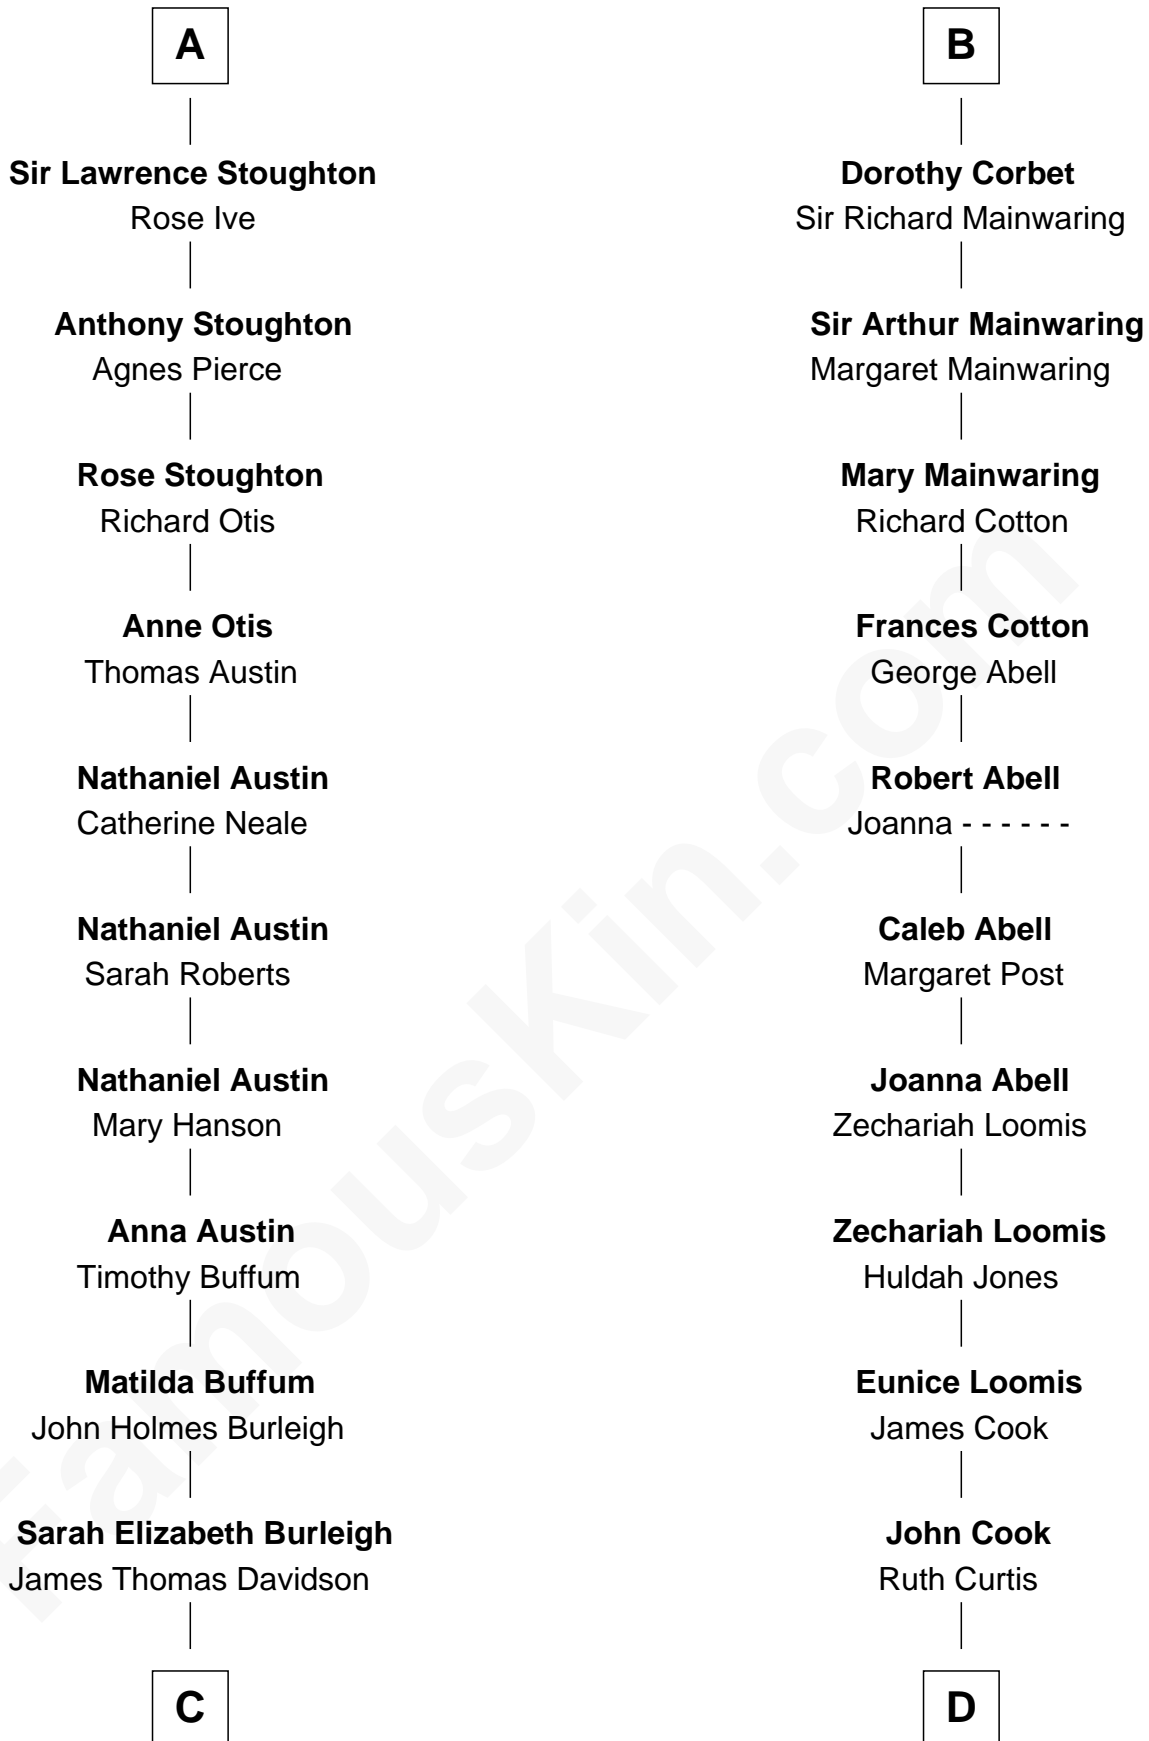 A
Sir Lawrence Stoughton
Rose Ive
Anthony Stoughton
Agnes Pierce
Rose Stoughton
Richard Otis
Anne Otis
Thomas Austin
Nathaniel Austin
Catherine Neale
Nathaniel Austin
Sarah Roberts
Nathaniel Austin
Mary Hanson
Anna Austin
Timothy Buffum
Matilda Buffum
John Holmes Burleigh
Sarah Elizabeth Burleigh
James Thomas Davidson
C
B
Dorothy Corbet
Sir Richard Mainwaring
Sir Arthur Mainwaring
Margaret Mainwaring
Mary Mainwaring
Richard Cotton
Frances Cotton
George Abell
Robert Abell
Joanna - - - - - -
Caleb Abell
Margaret Post
Joanna Abell
Zechariah Loomis
Zechariah Loomis
Huldah Jones
Eunice Loomis
James Cook
John Cook
Ruth Curtis
D
FamousKin.com